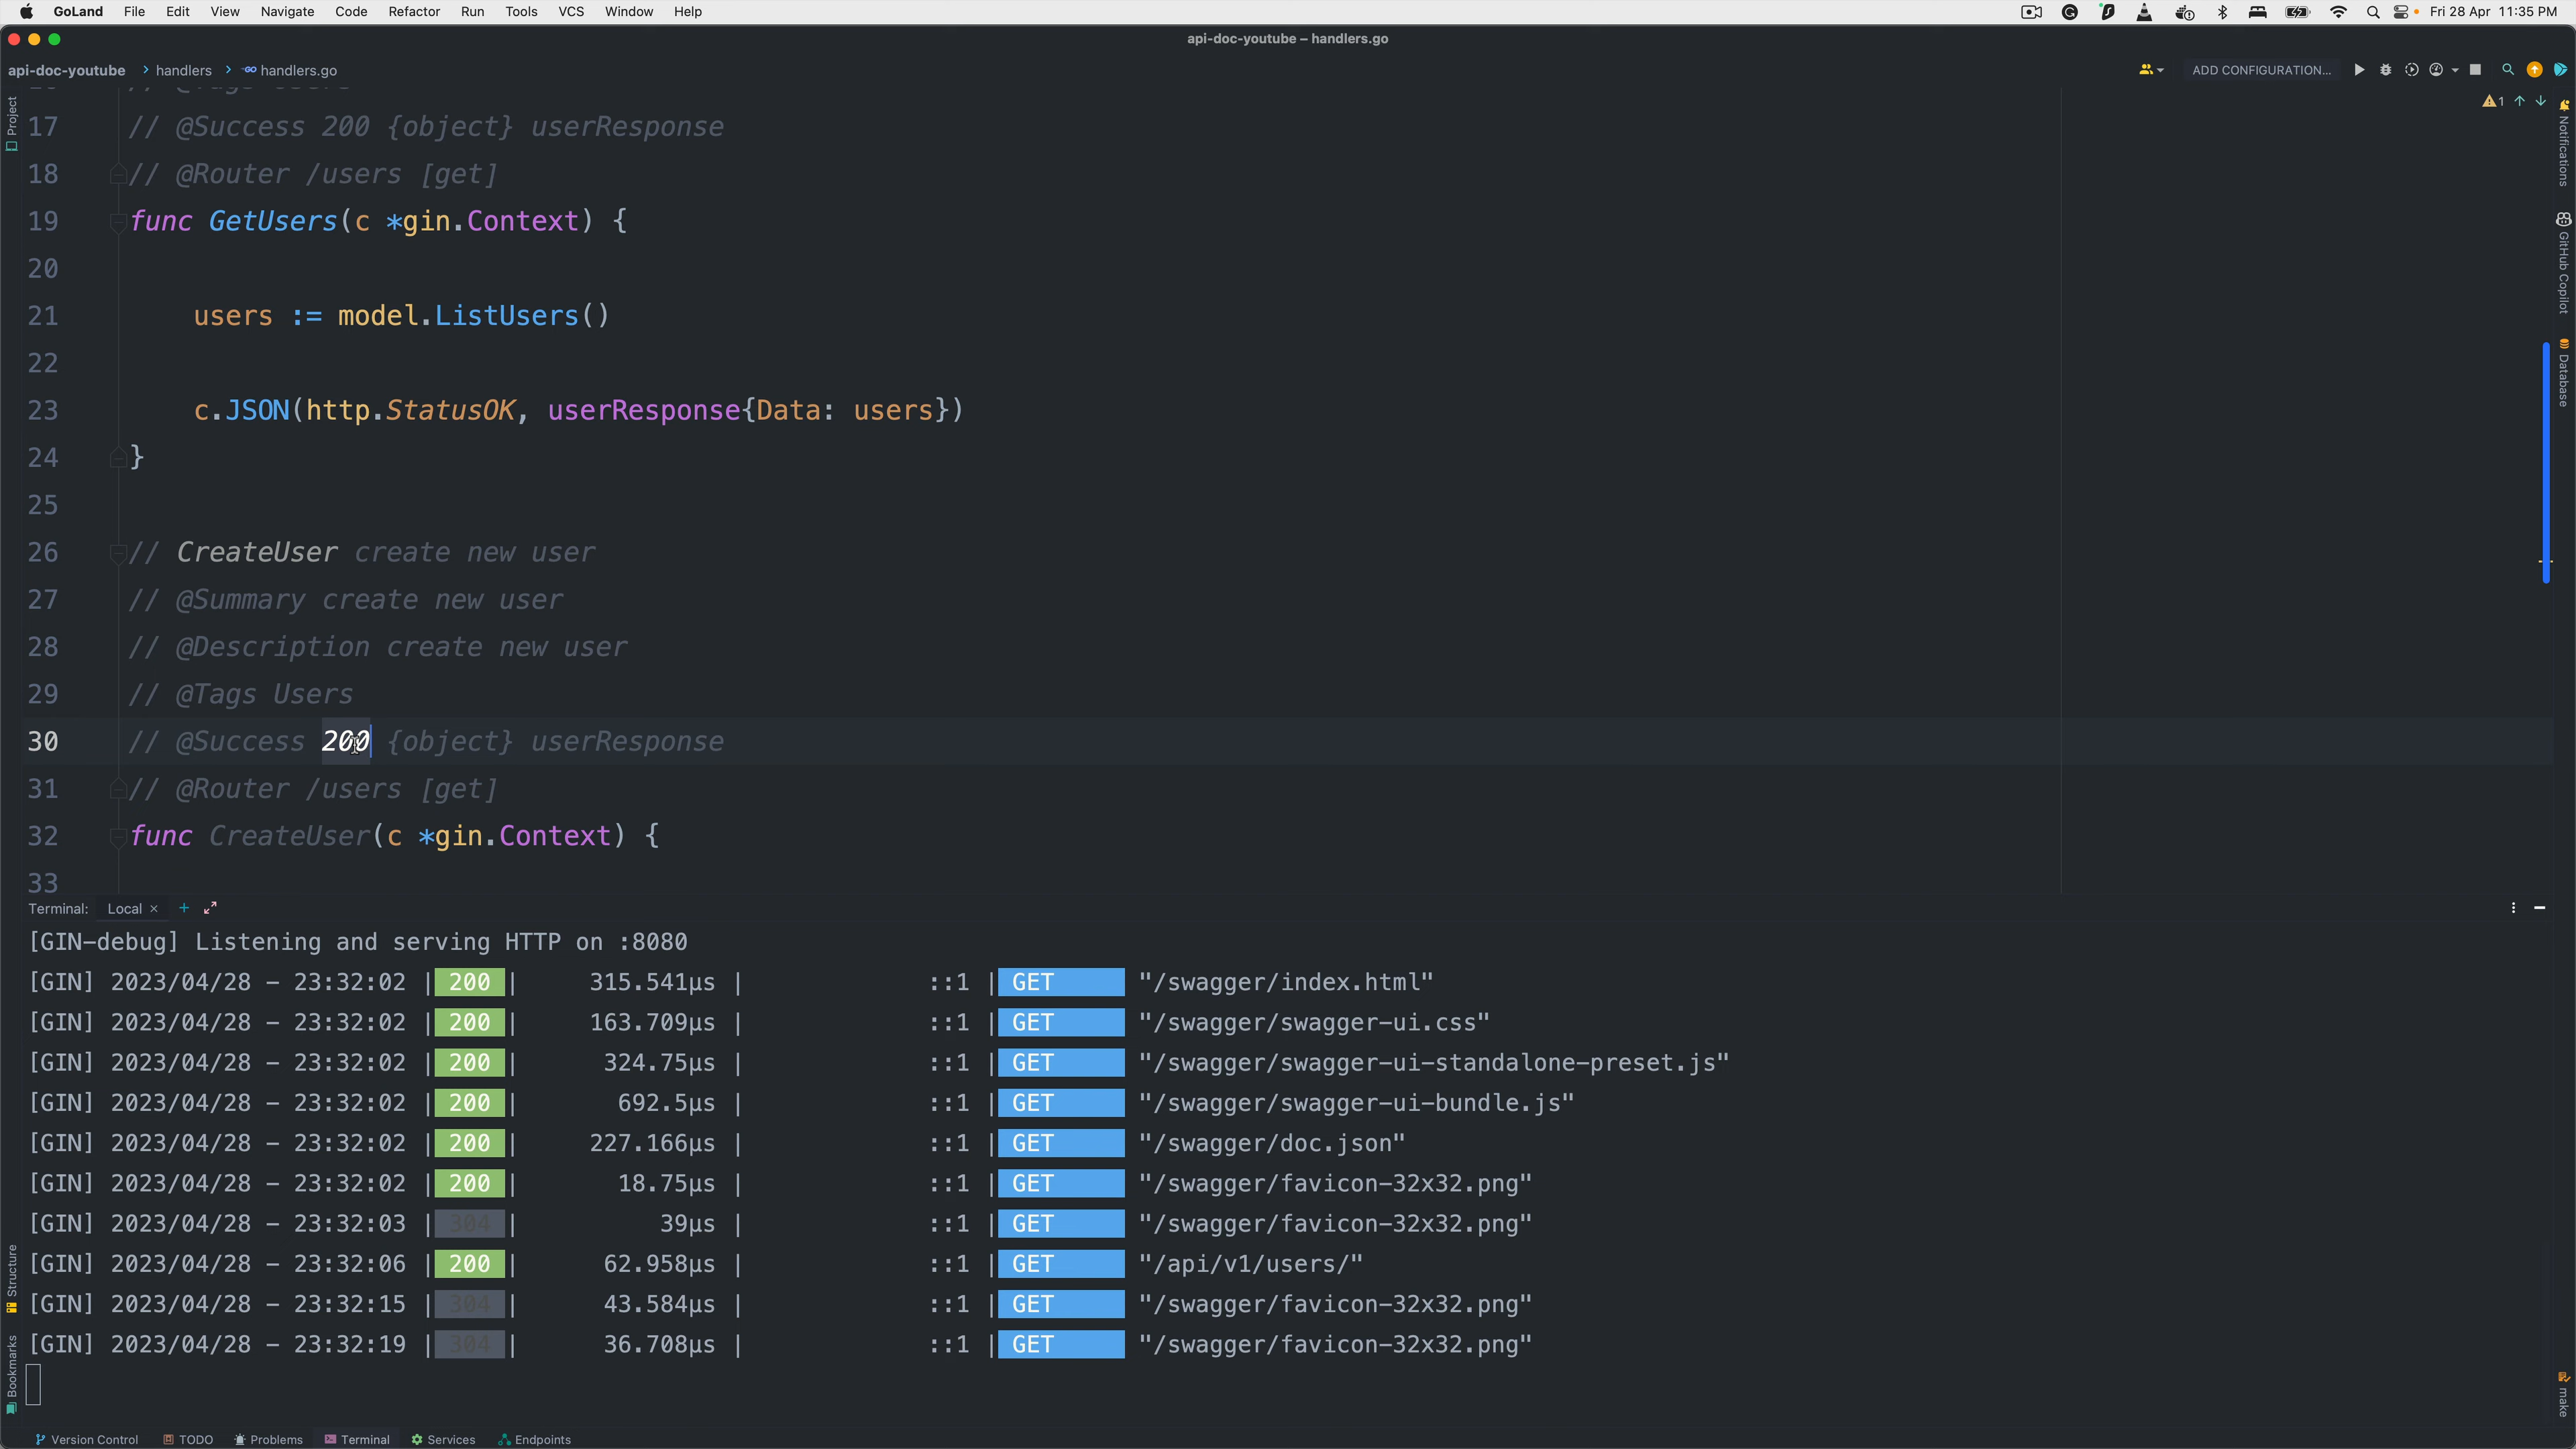 GoLand File Edit View Navigate Code Refactor Run Tools VCS Window Help Fri 28 Apr 11:35 PM
api-doc-youtube – handlers.go
api-doc-youtube > handlers > handlers.go ADD CONFIGURATION...
Project
Notifications
GitHub Copilot
Database
1
17 // @Success 200 {object} userResponse
18 // @Router /users [get]
19 func GetUsers(c *gin.Context) {
20
21 users := model.ListUsers()
22
23 c.JSON(http.StatusOK, userResponse{Data: users})
24 }
25
26 // CreateUser create new user
27 // @Summary create new user
28 // @Description create new user
29 // @Tags Users
30 // @Success 200 {object} userResponse
31 // @Router /users [get]
32 func CreateUser(c *gin.Context) {
33
Terminal: Local × +
[GIN-debug] Listening and serving HTTP on :8080
[GIN] 2023/04/28 - 23:32:02 | 200 | 315.541µs | ::1 | GET "/swagger/index.html"
[GIN] 2023/04/28 - 23:32:02 | 200 | 163.709µs | ::1 | GET "/swagger/swagger-ui.css"
[GIN] 2023/04/28 - 23:32:02 | 200 | 324.75µs | ::1 | GET "/swagger/swagger-ui-standalone-preset.js"
[GIN] 2023/04/28 - 23:32:02 | 200 | 692.5µs | ::1 | GET "/swagger/swagger-ui-bundle.js"
[GIN] 2023/04/28 - 23:32:02 | 200 | 227.166µs | ::1 | GET "/swagger/doc.json"
[GIN] 2023/04/28 - 23:32:02 | 200 | 18.75µs | ::1 | GET "/swagger/favicon-32x32.png"
[GIN] 2023/04/28 - 23:32:03 | 304 | 39µs | ::1 | GET "/swagger/favicon-32x32.png"
[GIN] 2023/04/28 - 23:32:06 | 200 | 62.958µs | ::1 | GET "/api/v1/users/"
[GIN] 2023/04/28 - 23:32:15 | 304 | 43.584µs | ::1 | GET "/swagger/favicon-32x32.png"
[GIN] 2023/04/28 - 23:32:19 | 304 | 36.708µs | ::1 | GET "/swagger/favicon-32x32.png"
Structure
Bookmarks
make
Version Control TODO Problems Terminal Services Endpoints